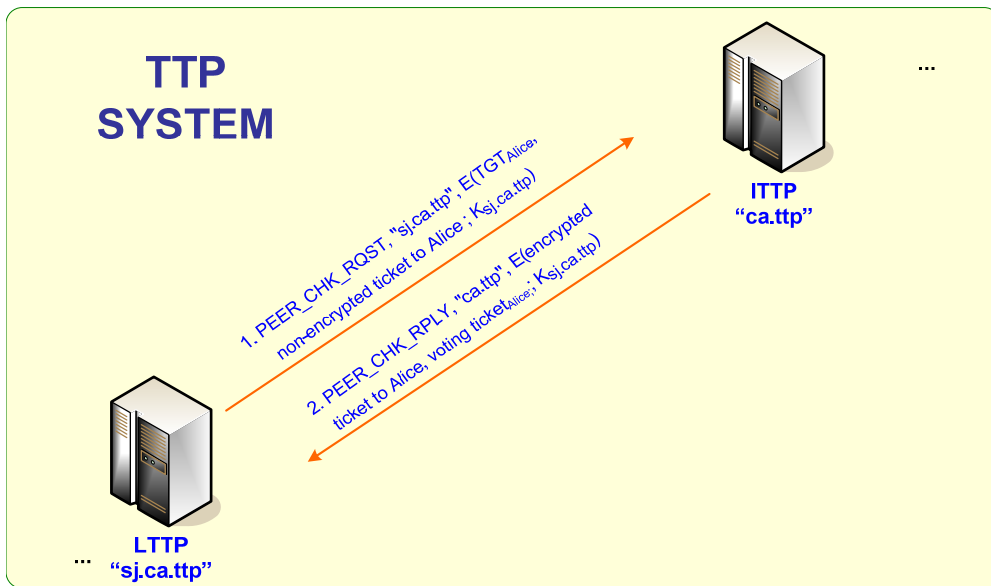 TTP
SYSTEM
...
ITTP
“ca.ttp”
1. PEER_CHK_RQST, "sj.ca.ttp", E(TGTAlice,
non-encrypted ticket to Alice ; Ksj.ca.ttp)
2. PEER_CHK_RPLY, "ca.ttp", E(encrypted
ticket to Alice, voting ticketAlice; ; Ksj.ca.ttp)
LTTP
“sj.ca.ttp”
...